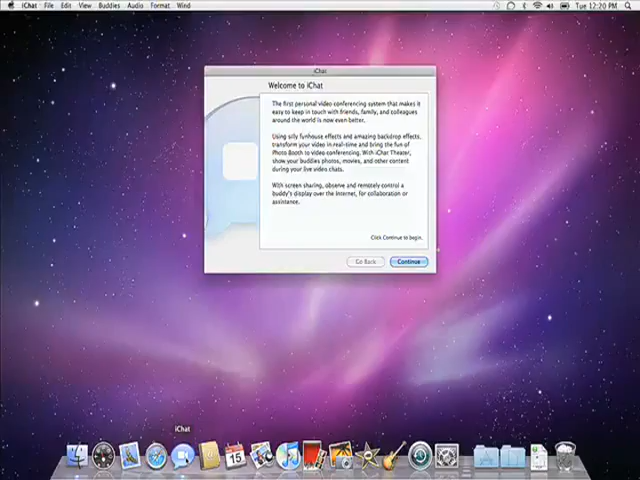 iChat File Edit View Buddies Audio Format Wind
Tue 12:20 PM
iChat
Welcome to iChat
The first personal video conferencing system that makes it
easy to keep in touch with friends, family, and colleagues
around the world is now even better.
Using silly funhouse effects and amazing backdrop effects,
transform your video in real-time and bring the fun of
Photo Booth to video conferencing. With iChat Theater,
show your buddies photos, movies, and other content
during your live video chats.
With screen sharing, observe and remotely control a
buddy's display over the Internet, for collaboration or
assistance.
Click Continue to begin.
Go Back
Continue
iChat
15